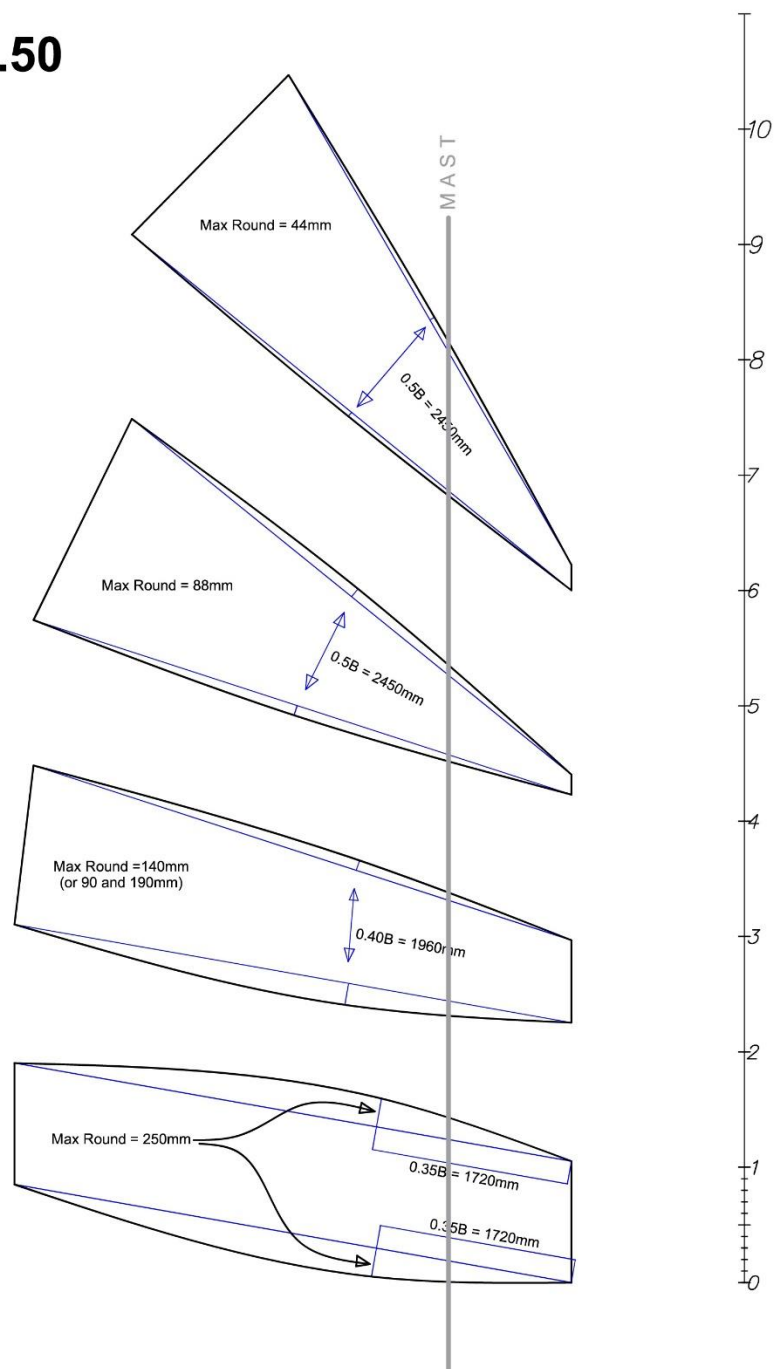 .50
MAST
Max Round = 44mm
0.5B = 2450mm
Max Round = 88mm
0.5B = 2450mm
Max Round =140mm
(or 90 and 190mm)
0.40B = 1960mm
Max Round = 250mm
0.35B = 1720mm
0.35B = 1720mm
10
9
8
7
6
5
4
3
2
1
0